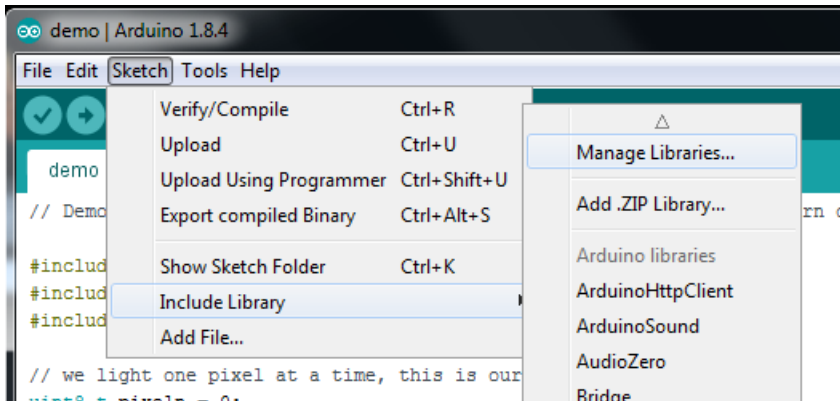 demo | Arduino 1.8.4
File Edit Sketch Tools Help
Verify/Compile Ctrl+R
Upload Ctrl+U
Upload Using Programmer Ctrl+Shift+U
Export compiled Binary Ctrl+Alt+S
Show Sketch Folder Ctrl+K
Include Library
Add File...
Manage Libraries...
Add .ZIP Library...
Arduino libraries
ArduinoHttpClient
ArduinoSound
AudioZero
Bridge
demo
// Demo
#includ
#includ
#includ
// we light one pixel at a time, this is our
uint8_t pixeln = 0;